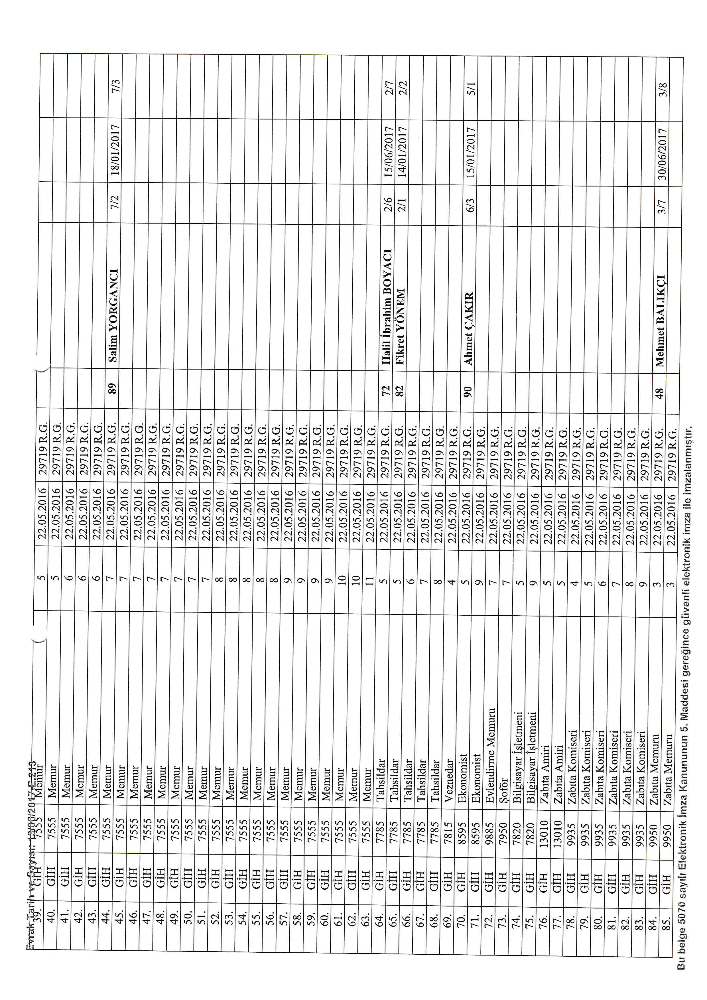 Evrak Tarih ve Sayısı: 13/06/2017-E.213
39. GİH 7555 Memur 5 22.05.2016 29719 R.G.
40. GİH 7555 Memur 5 22.05.2016 29719 R.G.
41. GİH 7555 Memur 6 22.05.2016 29719 R.G.
42. GİH 7555 Memur 6 22.05.2016 29719 R.G.
43. GİH 7555 Memur 6 22.05.2016 29719 R.G.
44. GİH 7555 Memur 7 22.05.2016 29719 R.G. 89 Salim YORGANCI 7/2 18/01/2017 7/3
45. GİH 7555 Memur 7 22.05.2016 29719 R.G.
46. GİH 7555 Memur 7 22.05.2016 29719 R.G.
47. GİH 7555 Memur 7 22.05.2016 29719 R.G.
48. GİH 7555 Memur 7 22.05.2016 29719 R.G.
49. GİH 7555 Memur 7 22.05.2016 29719 R.G.
50. GİH 7555 Memur 7 22.05.2016 29719 R.G.
51. GİH 7555 Memur 7 22.05.2016 29719 R.G.
52. GİH 7555 Memur 8 22.05.2016 29719 R.G.
53. GİH 7555 Memur 8 22.05.2016 29719 R.G.
54. GİH 7555 Memur 8 22.05.2016 29719 R.G.
55. GİH 7555 Memur 8 22.05.2016 29719 R.G.
56. GİH 7555 Memur 8 22.05.2016 29719 R.G.
57. GİH 7555 Memur 9 22.05.2016 29719 R.G.
58. GİH 7555 Memur 9 22.05.2016 29719 R.G.
59. GİH 7555 Memur 9 22.05.2016 29719 R.G.
60. GİH 7555 Memur 9 22.05.2016 29719 R.G.
61. GİH 7555 Memur 10 22.05.2016 29719 R.G.
62. GİH 7555 Memur 10 22.05.2016 29719 R.G.
63. GİH 7555 Memur 11 22.05.2016 29719 R.G.
64. GİH 7785 Tahsildar 5 22.05.2016 29719 R.G. 72 Halil İbrahim BOYACI 2/6 15/06/2017 2/7
65. GİH 7785 Tahsildar 5 22.05.2016 29719 R.G. 82 Fikret YÖNEM 2/1 14/01/2017 2/2
66. GİH 7785 Tahsildar 6 22.05.2016 29719 R.G.
67. GİH 7785 Tahsildar 7 22.05.2016 29719 R.G.
68. GİH 7785 Tahsildar 8 22.05.2016 29719 R.G.
69. GİH 7815 Veznedar 4 22.05.2016 29719 R.G.
70. GİH 8595 Ekonomist 5 22.05.2016 29719 R.G. 90 Ahmet ÇAKIR 6/3 15/01/2017 5/1
71. GİH 8595 Ekonomist 9 22.05.2016 29719 R.G.
72. GİH 9885 Evlendirme Memuru 7 22.05.2016 29719 R.G.
73. GİH 7950 Şoför 7 22.05.2016 29719 R.G.
74. GİH 7820 Bilgisayar İşletmeni 5 22.05.2016 29719 R.G.
75. GİH 7820 Bilgisayar İşletmeni 9 22.05.2016 29719 R.G.
76. GİH 13010 Zabıta Amiri 5 22.05.2016 29719 R.G.
77. GİH 13010 Zabıta Amiri 5 22.05.2016 29719 R.G.
78. GİH 9935 Zabıta Komiseri 4 22.05.2016 29719 R.G.
79. GİH 9935 Zabıta Komiseri 5 22.05.2016 29719 R.G.
80. GİH 9935 Zabıta Komiseri 6 22.05.2016 29719 R.G.
81. GİH 9935 Zabıta Komiseri 7 22.05.2016 29719 R.G.
82. GİH 9935 Zabıta Komiseri 8 22.05.2016 29719 R.G.
83. GİH 9935 Zabıta Komiseri 9 22.05.2016 29719 R.G.
84. GİH 9950 Zabıta Memuru 3 22.05.2016 29719 R.G. 48 Mehmet BALIKÇI 3/7 30/06/2017 3/8
85. GİH 9950 Zabıta Memuru 3 22.05.2016 29719 R.G.
Bu belge 5070 sayılı Elektronik İmza Kanununun 5. Maddesi gereğince güvenli elektronik imza ile imzalanmıştır.